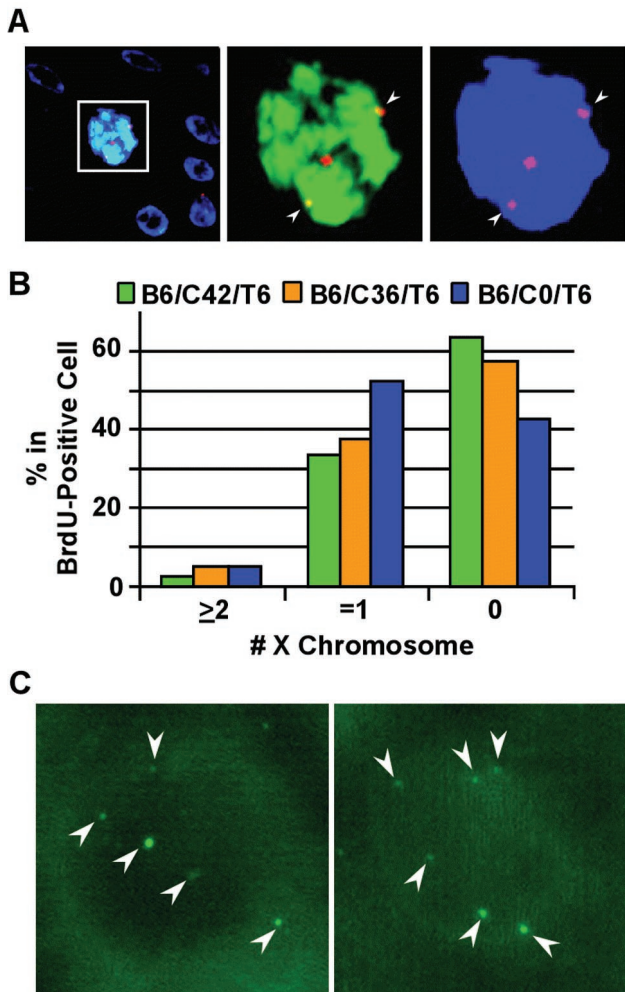 A
B
B6/C42/T6 B6/C36/T6 B6/C0/T6
% in
BrdU-Positive Cell
60
40
20
0
≥2 =1 0
# X Chromosome
C